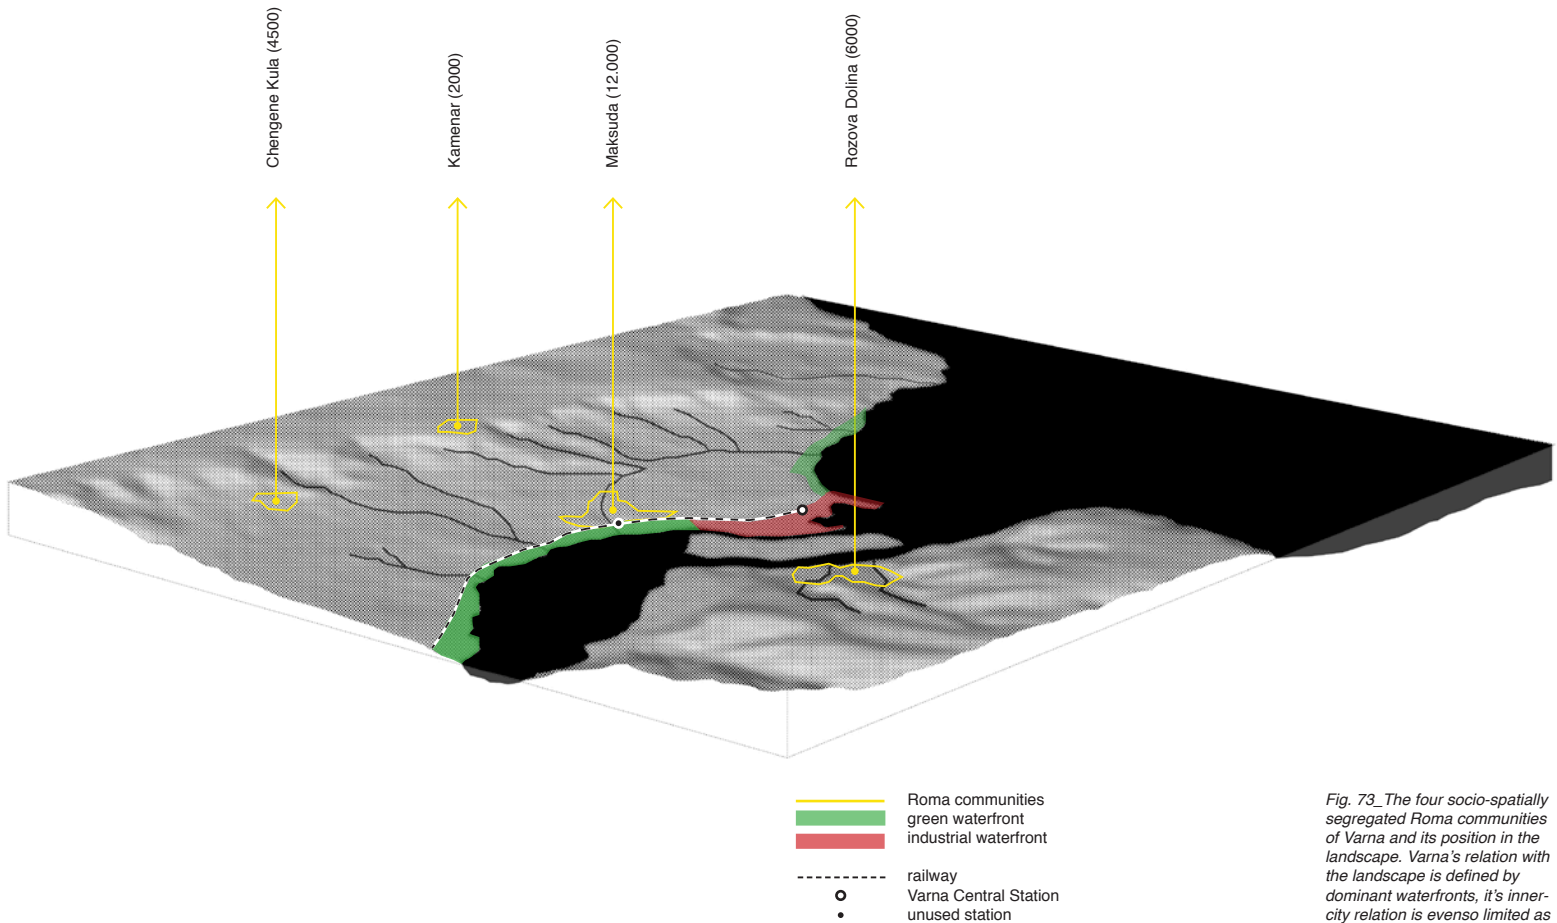 Chengene Kula (4500)
Kamenar (2000)
Maksuda (12.000)
Rozova Dolina (6000)
Roma communities
green waterfront
industrial waterfront
railway
Varna Central Station
unused station
Fig. 73_The four socio-spatially
segregated Roma communities
of Varna and its position in the
landscape. Varna's relation with
the landscape is defined by
dominant waterfronts, it's inner-
city relation is evenso limited as